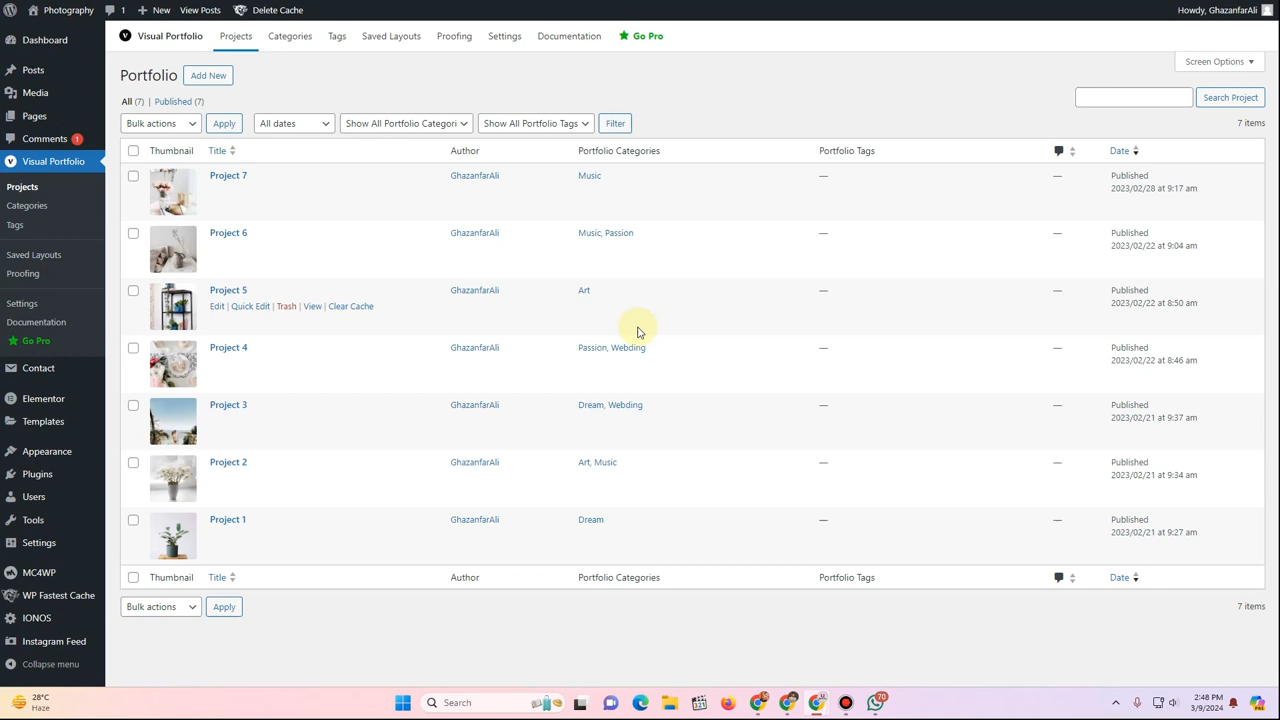 Photography 1 New View Posts Delete Cache Howdy, GhazanfarAli
Visual Portfolio Projects Categories Tags Saved Layouts Proofing Settings Documentation Go Pro
Dashboard
Posts
Media
Pages
Comments 1
Visual Portfolio
Projects
Categories
Tags
Saved Layouts
Proofing
Settings
Documentation
Go Pro
Contact
Elementor
Templates
Appearance
Plugins
Users
Tools
Settings
MC4WP
WP Fastest Cache
IONOS
Instagram Feed
Collapse menu
Screen Options
Portfolio Add New
All (7) | Published (7)
Search Project
Bulk actions Apply All dates Show All Portfolio Categori Show All Portfolio Tags Filter 7 items
Thumbnail Title Author Portfolio Categories Portfolio Tags Date
Project 7 GhazanfarAli Music — — Published
2023/02/28 at 9:17 am
Project 6 GhazanfarAli Music, Passion — — Published
2023/02/22 at 9:04 am
Project 5 GhazanfarAli Art — — Published
Edit | Quick Edit | Trash | View | Clear Cache 2023/02/22 at 8:50 am
Project 4 GhazanfarAli Passion, Webding — — Published
2023/02/22 at 8:46 am
Project 3 GhazanfarAli Dream, Webding — — Published
2023/02/21 at 9:37 am
Project 2 GhazanfarAli Art, Music — — Published
2023/02/21 at 9:34 am
Project 1 GhazanfarAli Dream — — Published
2023/02/21 at 9:27 am
Thumbnail Title Author Portfolio Categories Portfolio Tags Date
Bulk actions Apply 7 items
28°C
Haze
Search
70
2:48 PM
3/9/2024